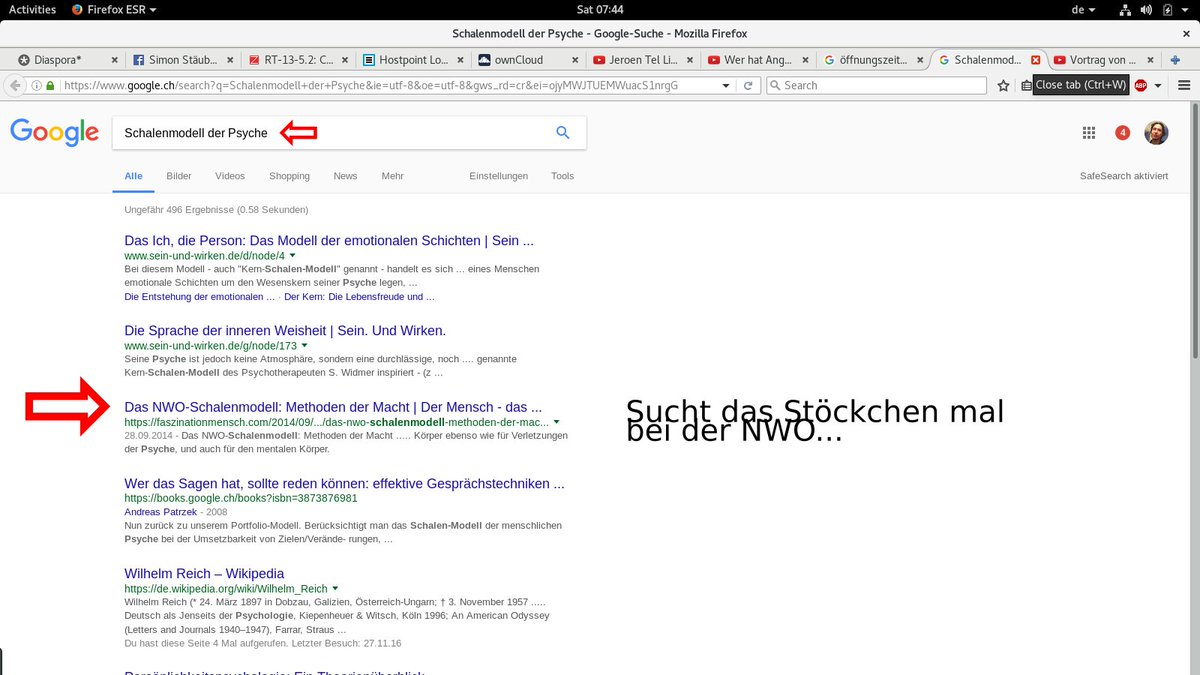 Activities Firefox ESR Sat 07:44 de
Schalenmodell der Psyche - Google-Suche - Mozilla Firefox
Diaspora* Simon Stäub... RT-13-5.2: C... Hostpoint Lo... ownCloud Jeroen Tel Li... Wer hat Ang... öffnungszeit... Schalenmod... Vortrag von ...
https://www.google.ch/search?q=Schalenmodell+der+Psyche&ie=utf-8&oe=utf-8&gws_rd=cr&ei=ojyMWJTUEMWuacS1nrgG Search Close tab (Ctrl+W) ABP
Google Schalenmodell der Psyche 4
Alle Bilder Videos Shopping News Mehr Einstellungen Tools SafeSearch aktiviert
Ungefähr 496 Ergebnisse (0.58 Sekunden)
Das Ich, die Person: Das Modell der emotionalen Schichten | Sein ...
www.sein-und-wirken.de/d/node/4
Bei diesem Modell - auch "Kern-Schalen-Modell" genannt - handelt es sich ... eines Menschen
emotionale Schichten um den Wesenskern seiner Psyche legen, ...
Die Entstehung der emotionalen ... · Der Kern: Die Lebensfreude und ...
Die Sprache der inneren Weisheit | Sein. Und Wirken.
www.sein-und-wirken.de/g/node/173
Seine Psyche ist jedoch keine Atmosphäre, sondern eine durchlässige, noch .... genannte
Kern-Schalen-Modell des Psychotherapeuten S. Widmer inspiriert - (z ...
Das NWO-Schalenmodell: Methoden der Macht | Der Mensch - das ...
https://faszinationmensch.com/2014/09/.../das-nwo-schalenmodell-methoden-der-mac...
28.09.2014 - Das NWO-Schalenmodell: Methoden der Macht ..... Körper ebenso wie für Verletzungen
der Psyche, und auch für den mentalen Körper.
Sucht das Stöckchen mal
bei der NWO...
Wer das Sagen hat, sollte reden können: effektive Gesprächstechniken ...
https://books.google.ch/books?isbn=3873876981
Andreas Patrzek - 2008
Nun zurück zu unserem Portfolio-Modell. Berücksichtigt man das Schalen-Modell der menschlichen
Psyche bei der Umsetzbarkeit von Zielen/Verände- rungen, ...
Wilhelm Reich – Wikipedia
https://de.wikipedia.org/wiki/Wilhelm_Reich
Wilhelm Reich (* 24. März 1897 in Dobzau, Galizien, Österreich-Ungarn; † 3. November 1957 .....
Deutsch als Jenseits der Psychologie, Kiepenheuer & Witsch, Köln 1996; An American Odyssey
(Letters and Journals 1940–1947), Farrar, Straus ...
Du hast diese Seite 4 Mal aufgerufen. Letzter Besuch: 27.11.16
Persönlichkeitspsychologie: Ein Theorienüberblick